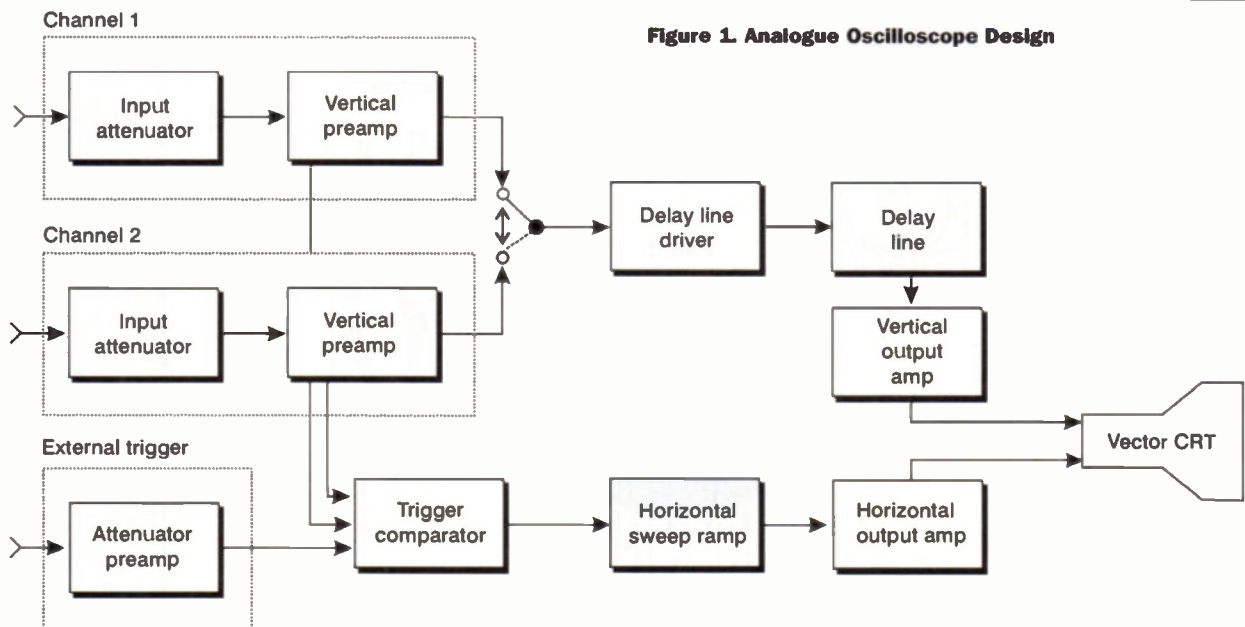 Channel 1
Figure 1. Analogue Oscilloscope Design
Input
attenuator
Vertical
preamp
Delay line
driver
Delay
line
Channel 2
Input
attenuator
Vertical
preamp
Vertical
output
amp
Vector CRT
External trigger
Attenuator
preamp
Trigger
comparator
Horizontal
sweep ramp
Horizontal
output amp